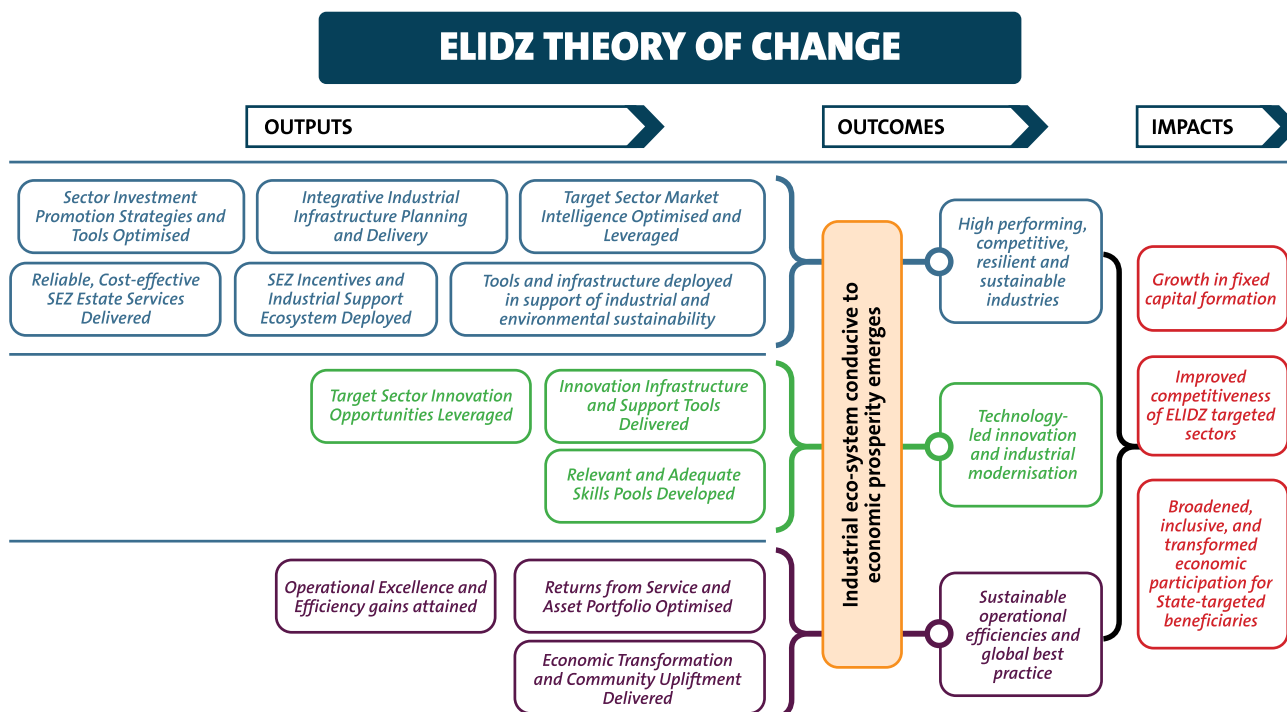 ELIDZ THEORY OF CHANGE
OUTPUTS
OUTCOMES
IMPACTS
Sector Investment
Promotion Strategies and
Tools Optimised
Integrative Industrial
Infrastructure Planning
and Delivery
Target Sector Market
Intelligence Optimised and
Leveraged
Reliable, Cost-effective
SEZ Estate Services
Delivered
SEZ Incentives and
Industrial Support
Ecosystem Deployed
Tools and infrastructure deployed
in support of industrial and
environmental sustainability
Target Sector Innovation
Opportunities Leveraged
Innovation Infrastructure
and Support Tools
Delivered
Relevant and Adequate
Skills Pools Developed
Operational Excellence and
Efficiency gains attained
Returns from Service and
Asset Portfolio Optimised
Economic Transformation
and Community Upliftment
Delivered
Industrial eco-system conducive to
economic prosperity emerges
High performing,
competitive,
resilient and
sustainable
industries
Technology-
led innovation
and industrial
modernisation
Sustainable
operational
efficiencies and
global best
practice
Growth in fixed
capital formation
Improved
competitiveness
of ELIDZ targeted
sectors
Broadened,
inclusive, and
transformed
economic
participation for
State-targeted
beneficiaries